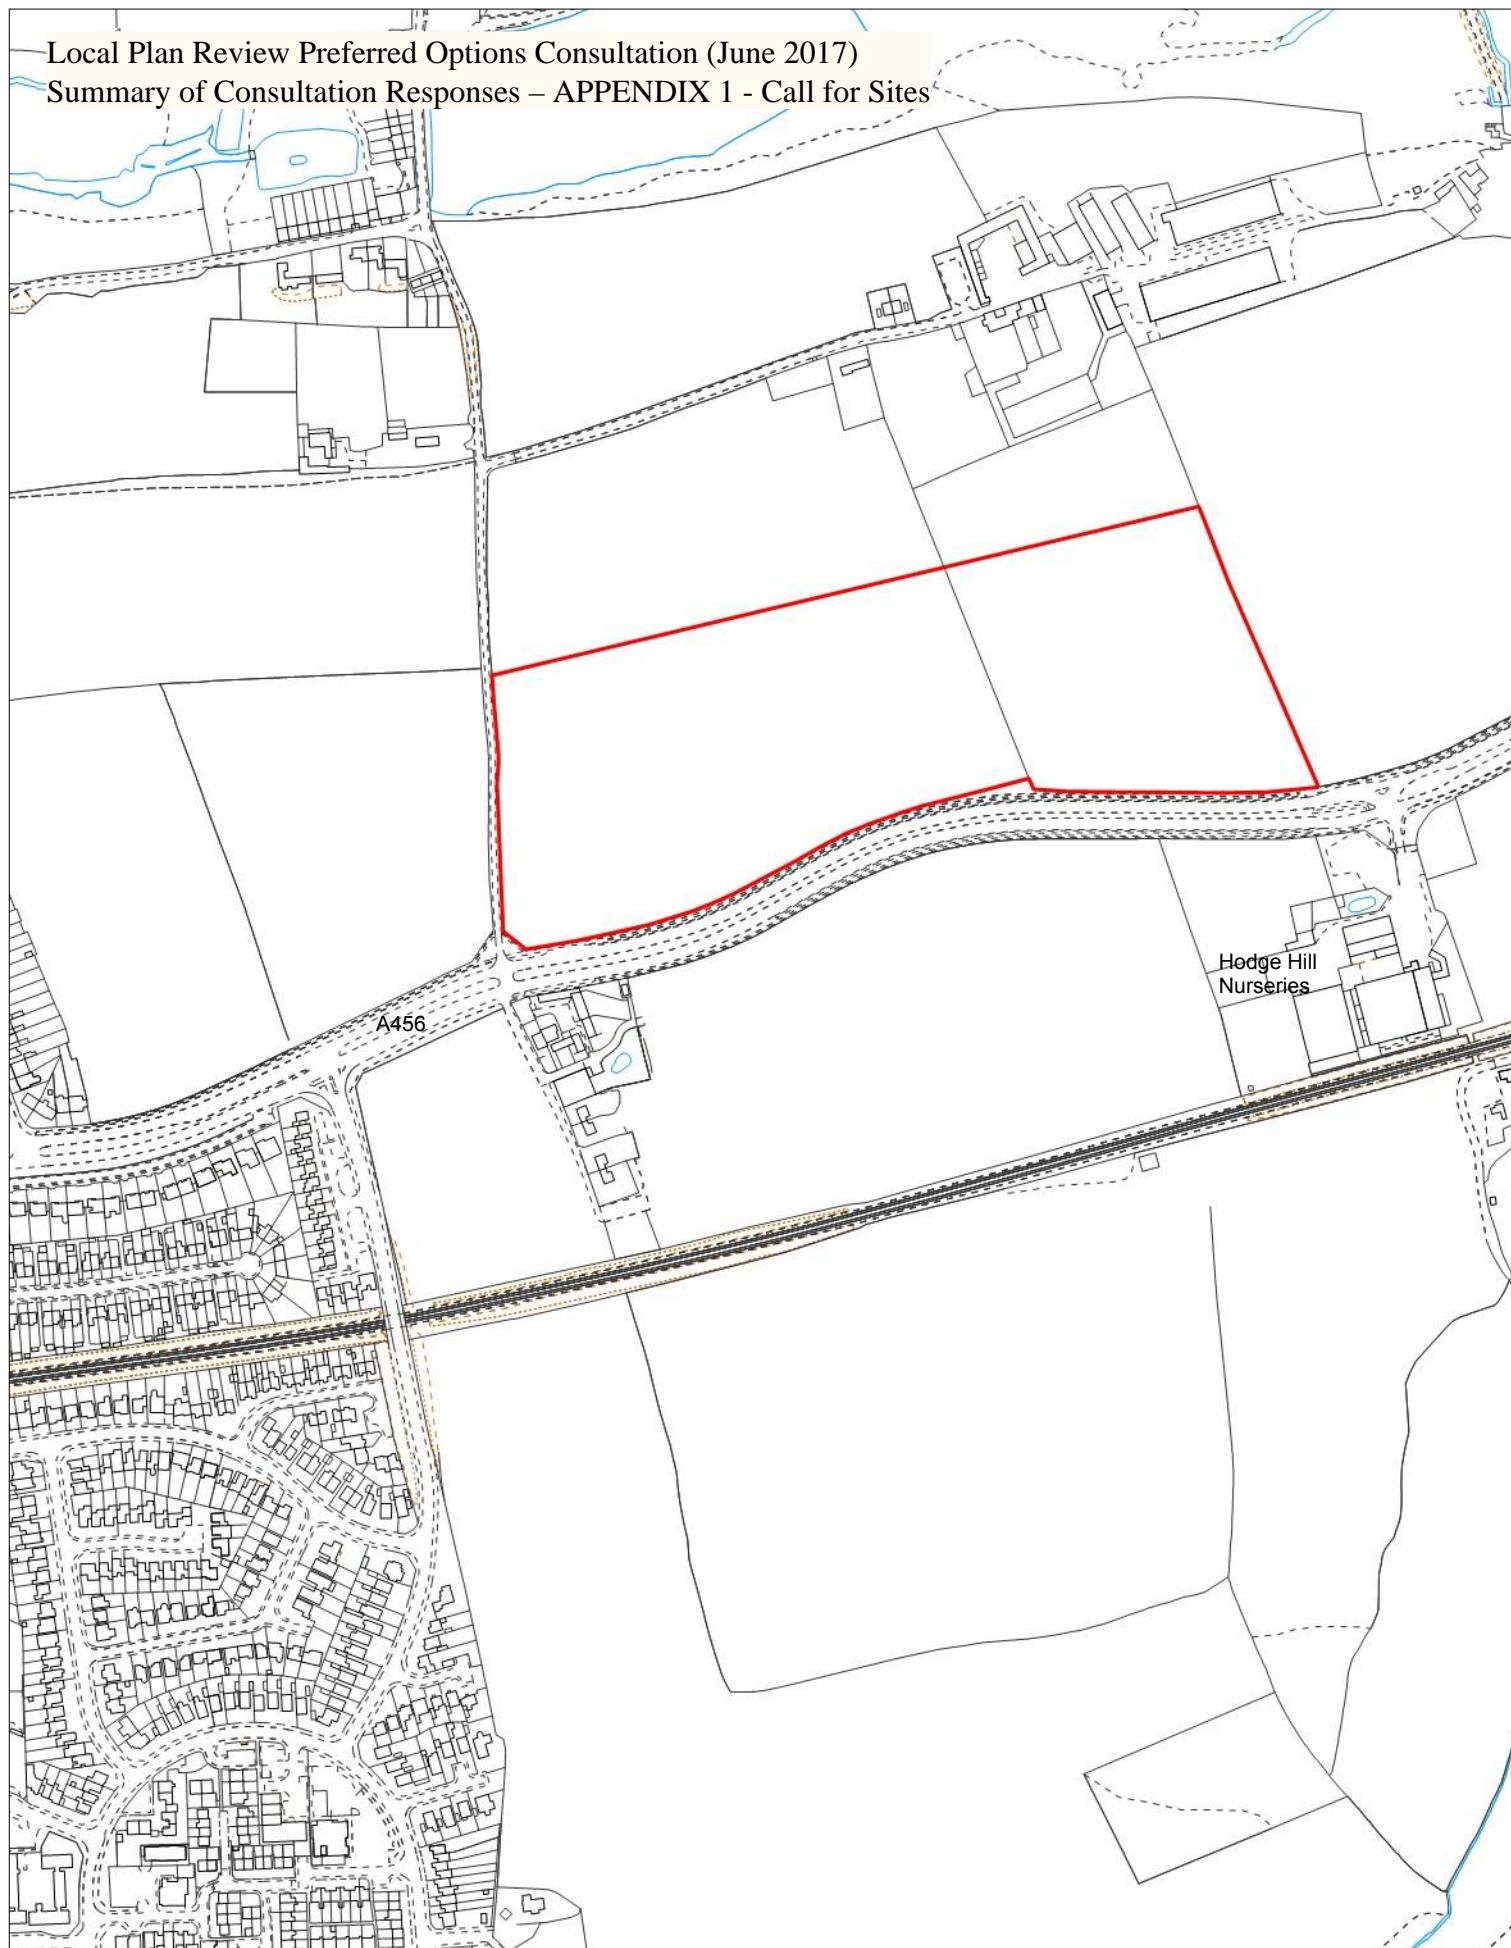 Local Plan Review Preferred Options Consultation (June 2017)
Summary of Consultation Responses – APPENDIX 1 - Call for Sites
Hodge Hill
Nurseries
A456